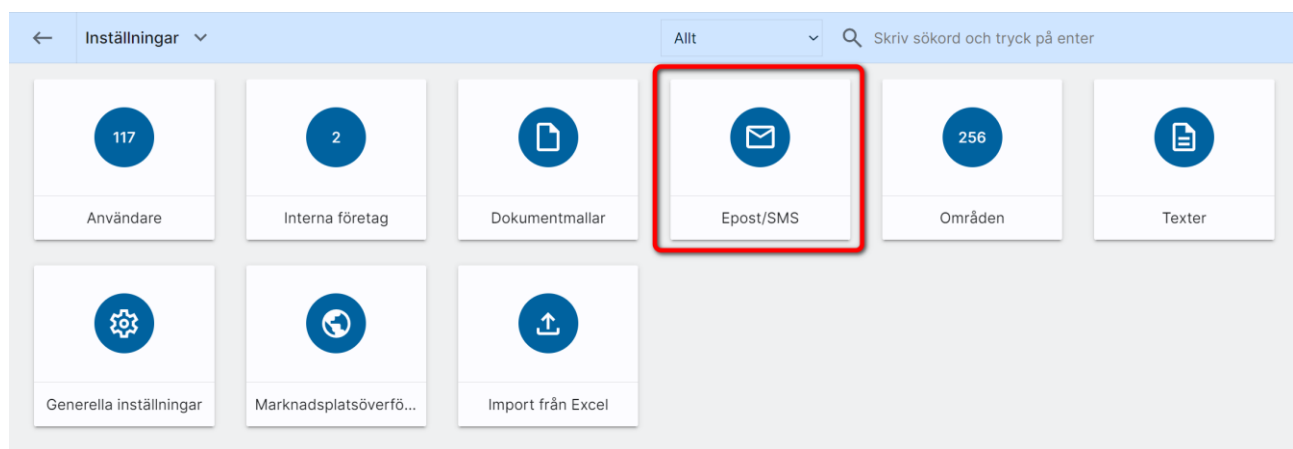 Inställningar
Allt
Skriv sökord och tryck på enter
117
2
256
Användare
Interna företag
Dokumentmallar
Epost/SMS
Områden
Texter
Generella inställningar
Marknadsplatsöverfö...
Import från Excel